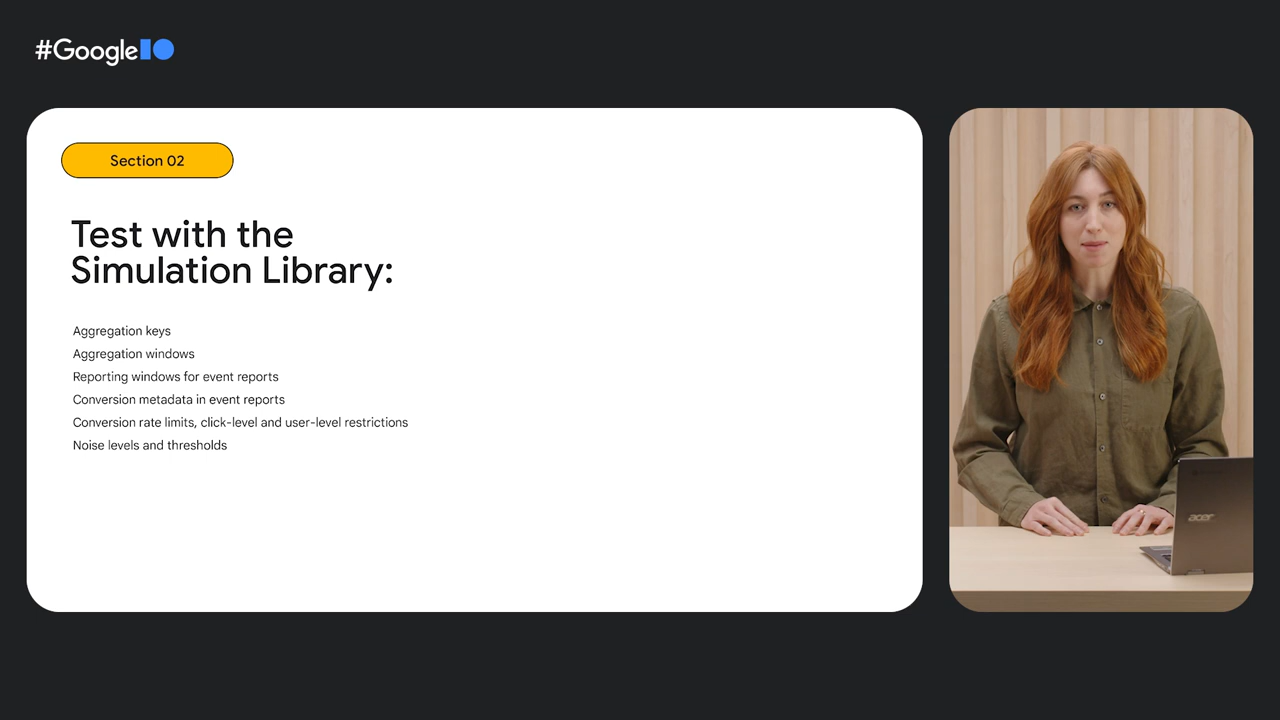 #GoogleIO
Section 02
Test with the
Simulation Library:
Aggregation keys
Aggregation windows
Reporting windows for event reports
Conversion metadata in event reports
Conversion rate limits, click-level and user-level restrictions
Noise levels and thresholds
acer